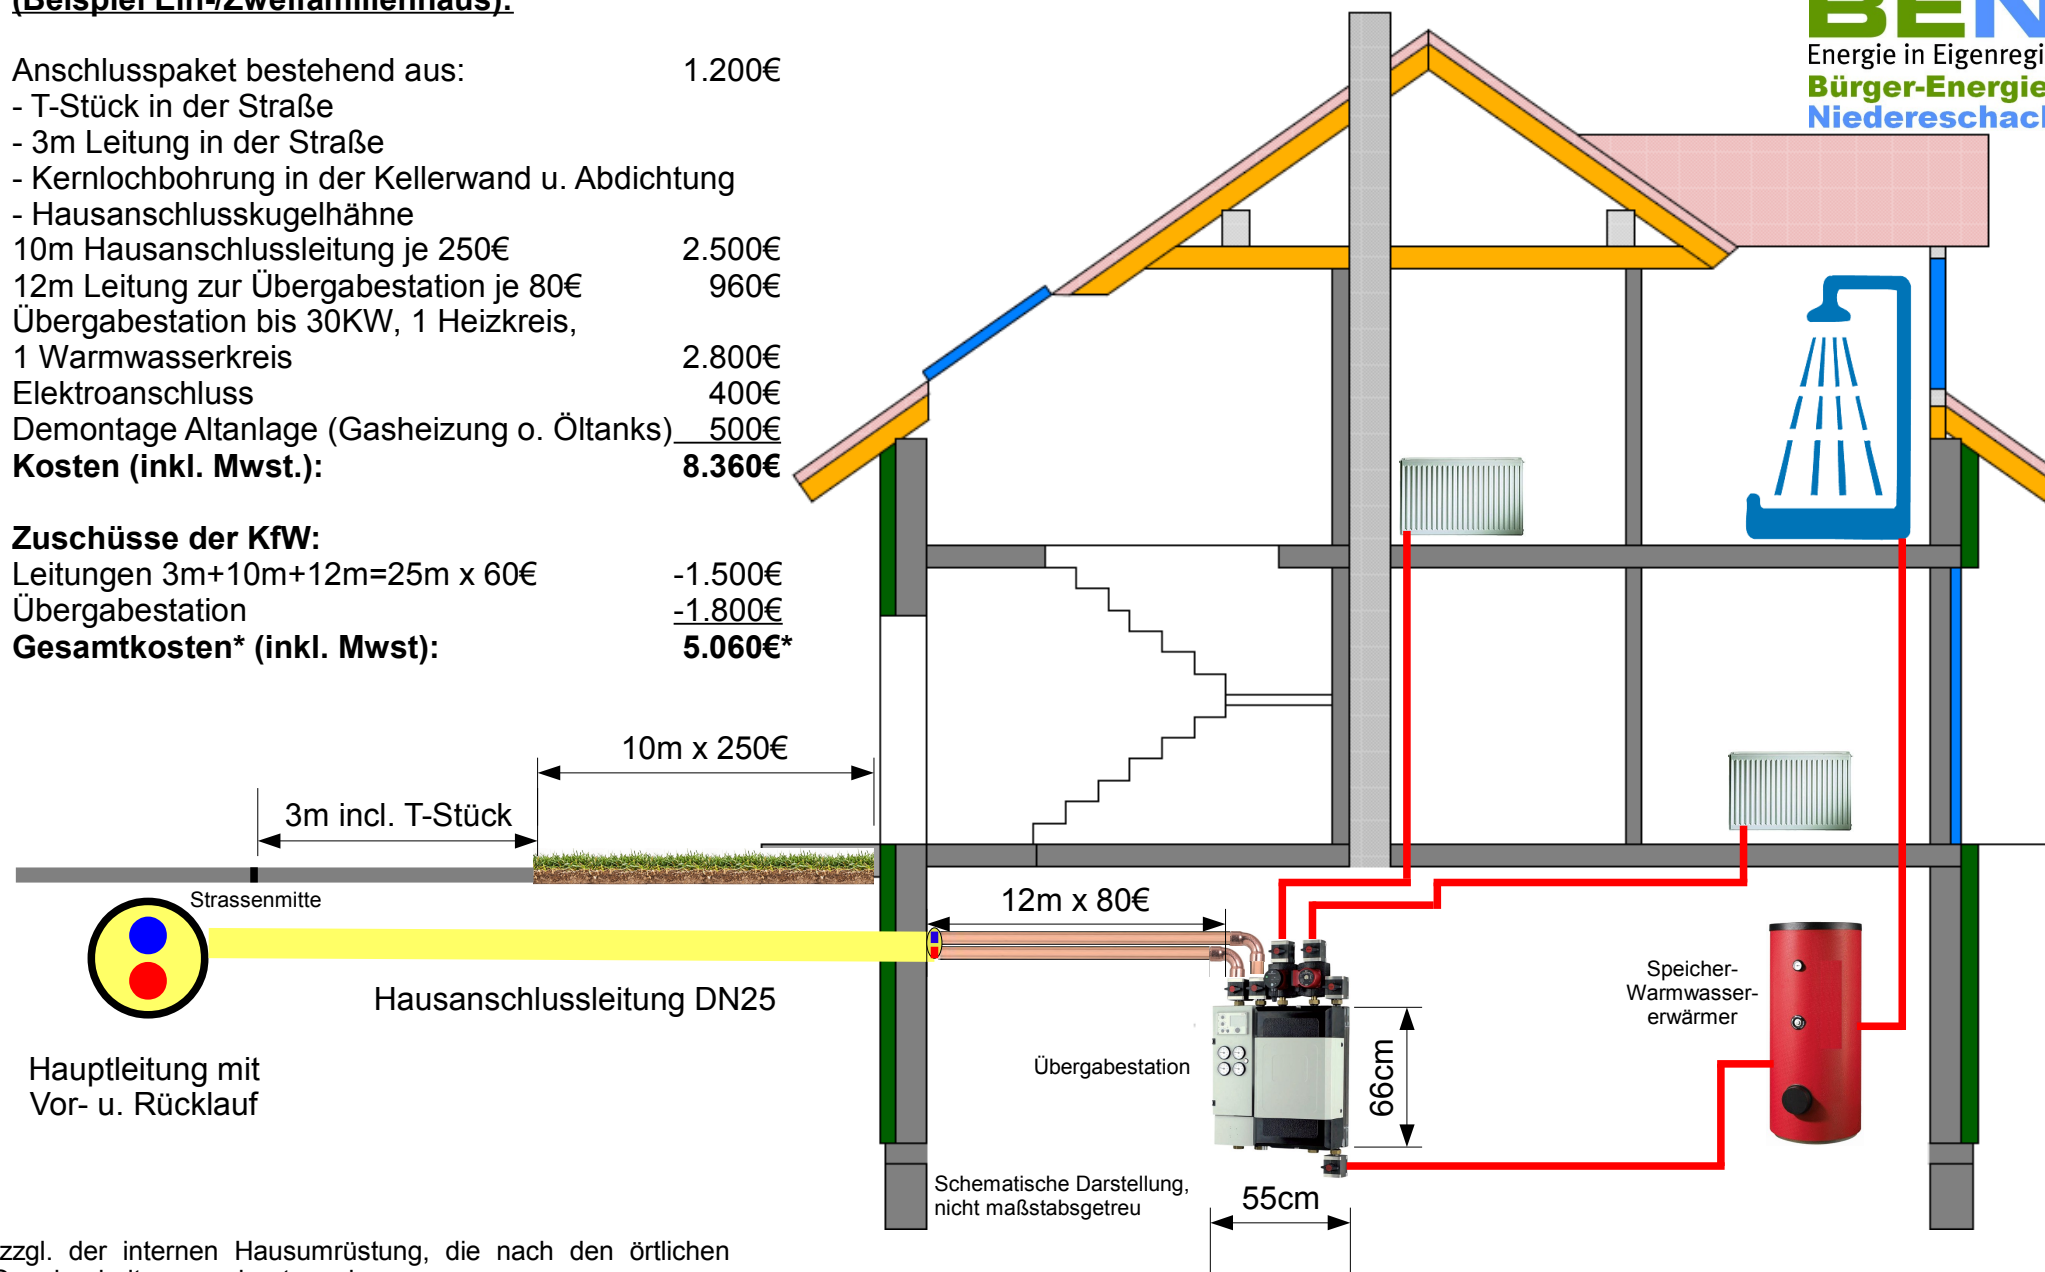 (Beispiel Ein-/Zweifamilienhaus):
Anschlusspaket bestehend aus: 1.200€
- T-Stück in der Straße
- 3m Leitung in der Straße
- Kernlochbohrung in der Kellerwand u. Abdichtung
- Hausanschlusskugelhähne
10m Hausanschlussleitung je 250€ 2.500€
12m Leitung zur Übergabestation je 80€ 960€
Übergabestation bis 30KW, 1 Heizkreis,
1 Warmwasserkreis 2.800€
Elektroanschluss 400€
Demontage Altanlage (Gasheizung o. Öltanks) 500€
Kosten (inkl. Mwst.): 8.360€
Zuschüsse der KfW:
Leitungen 3m+10m+12m=25m x 60€ -1.500€
Übergabestation -1.800€
Gesamtkosten* (inkl. Mwst): 5.060€*
BEN
Energie in Eigenregi
Bürger-Energie
Niedereschach
10m x 250€
3m incl. T-Stück
Strassenmitte
12m x 80€
Hausanschlussleitung DN25
Hauptleitung mit
Vor- u. Rücklauf
Übergabestation
66cm
55cm
Speicher-
Warmwasser-
erwärmer
Schematische Darstellung,
nicht maßstabsgetreu
zzgl. der internen Hausumrüstung, die nach den örtlichen